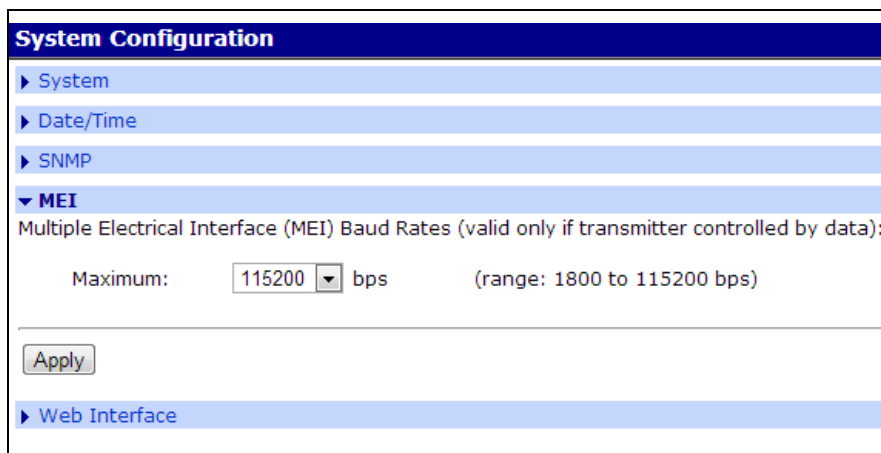 System Configuration
System
Date/Time
SNMP
MEI
Multiple Electrical Interface (MEI) Baud Rates (valid only if transmitter controlled by data):
Maximum: 115200 bps (range: 1800 to 115200 bps)
Apply
Web Interface